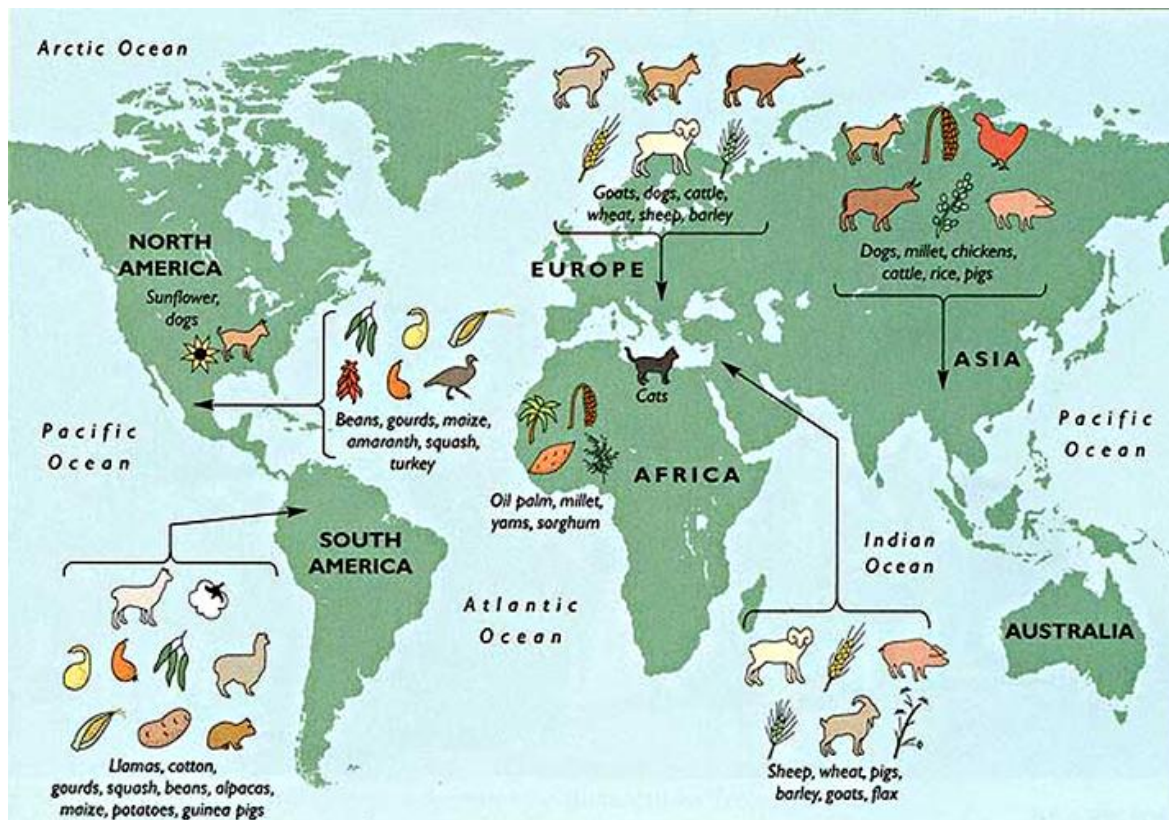 Arctic Ocean
Goats, dogs, cattle,
wheat, sheep, barley
Dogs, millet, chickens,
cattle, rice, pigs
NORTH
AMERICA
Sunflower,
dogs
EUROPE
ASIA
Cats
Beans, gourds, maize,
amaranth, squash,
turkey
Pacific
Ocean
Pacific
Ocean
AFRICA
Oil palm, millet,
yams, sorghum
SOUTH
AMERICA
Indian
Ocean
Atlantic
Ocean
AUSTRALIA
Llamas, cotton,
gourds, squash, beans, alpacas,
maize, potatoes, guinea pigs
Sheep, wheat, pigs,
barley, goats, flax